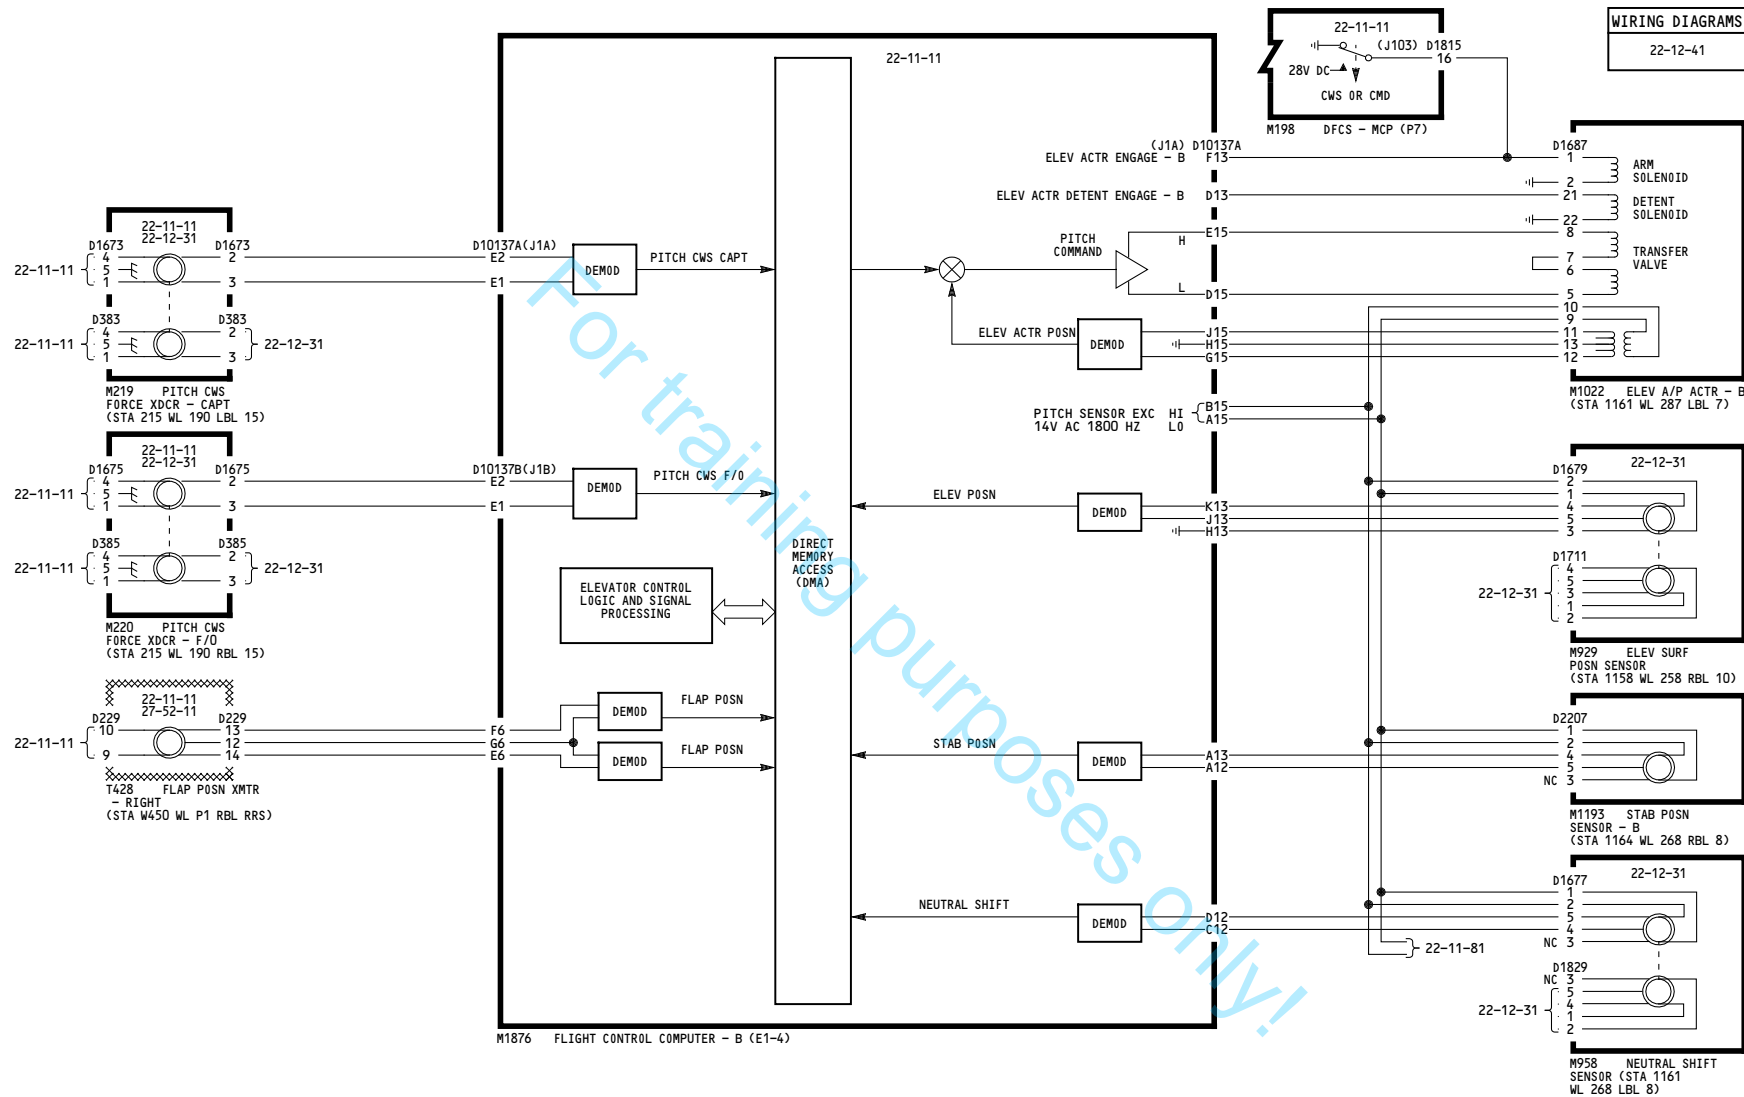 WIRING DIAGRAMS
22-12-41
22-11-11
(J103) D1815
16
28V DC
CWS OR CMD
M198 DFCS - MCP (P7)
22-11-11
(J1A) D10137A
ELEV ACTR ENGAGE - B F13
ELEV ACTR DETENT ENGAGE - B D13
PITCH
COMMAND
H
E15
L
D15
ELEV ACTR POSN
DEMOD
J15
H15
G15
PITCH SENSOR EXC HI
14V AC 1800 HZ LO
B15
A15
ELEV POSN
DEMOD
K13
J13
H13
STAB POSN
DEMOD
A13
A12
NEUTRAL SHIFT
DEMOD
D12
C12
22-11-81
D1687
1
2
21
22
8
7
6
5
10
9
11
13
12
ARM
SOLENOID
DETENT
SOLENOID
TRANSFER
VALVE
M1022 ELEV A/P ACTR - B
(STA 1161 WL 287 LBL 7)
22-12-31
D1679
2
1
4
5
3
D1711
4
5
3
1
2
22-12-31
M929 ELEV SURF
POSN SENSOR
(STA 1158 WL 258 RBL 10)
D2207
1
2
4
5
NC 3
M1193 STAB POSN
SENSOR - B
(STA 1164 WL 268 RBL 8)
22-12-31
D1677
1
2
5
4
NC 3
D1829
NC 3
5
4
1
2
22-12-31
M958 NEUTRAL SHIFT
SENSOR (STA 1161
WL 268 LBL 8)
22-11-11
22-12-31
D1673 D1673
22-11-11
4
5
1
2
3
D383 D383
22-11-11
4
5
1
2
3
22-12-31
M219 PITCH CWS
FORCE XDCR - CAPT
(STA 215 WL 190 LBL 15)
22-11-11
22-12-31
D1675 D1675
22-11-11
4
5
1
2
3
D385 D385
22-11-11
4
5
1
2
3
22-12-31
M220 PITCH CWS
FORCE XDCR - F/O
(STA 215 WL 190 RBL 15)
22-11-11
27-52-11
D229 D229
22-11-11
10
9
13
12
14
T428 FLAP POSN XMTR
- RIGHT
(STA W450 WL P1 RBL RRS)
D10137A(J1A)
E2
E1
DEMOD
PITCH CWS CAPT
D10137B(J1B)
E2
E1
DEMOD
PITCH CWS F/O
ELEVATOR CONTROL
LOGIC AND SIGNAL
PROCESSING
DIRECT
MEMORY
ACCESS
(DMA)
F6
G6
E6
DEMOD
FLAP POSN
DEMOD
FLAP POSN
M1876 FLIGHT CONTROL COMPUTER - B (E1-4)
For training purposes only!